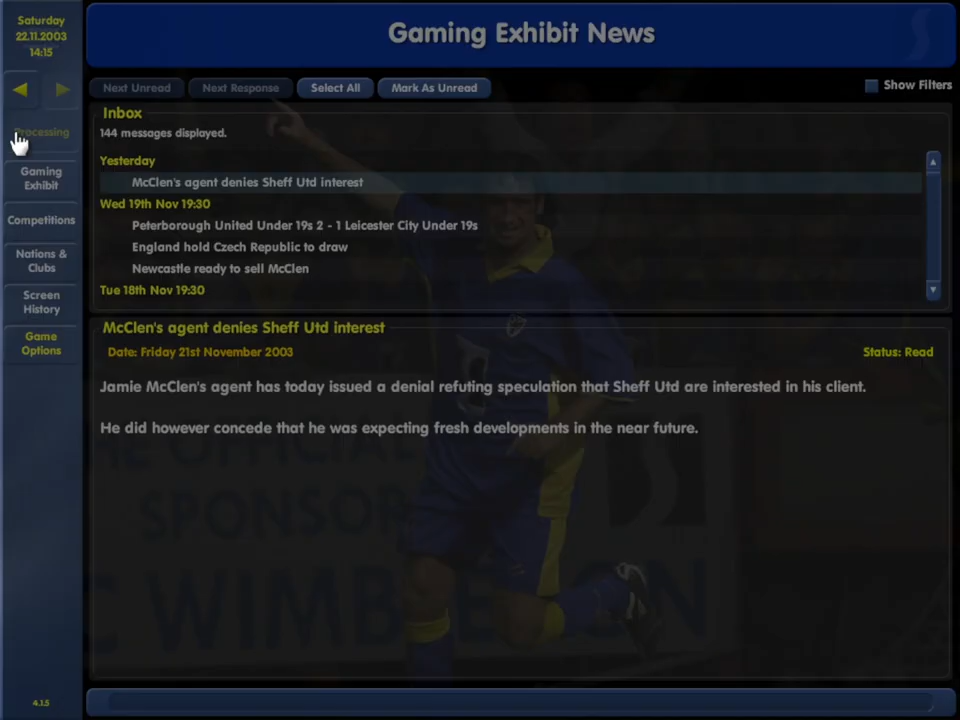 Saturday
22.11.2003
14:15
Gaming Exhibit News
Next Unread
Next Response
Select All
Mark As Unread
Show Filters
Processing
Gaming
Exhibit
Competitions
Nations &
Clubs
Screen
History
Game
Options
Inbox
144 messages displayed.
Yesterday
McClen's agent denies Sheff Utd interest
Wed 19th Nov 19:30
Peterborough United Under 19s 2 - 1 Leicester City Under 19s
England hold Czech Republic to draw
Newcastle ready to sell McClen
Tue 18th Nov 19:30
McClen's agent denies Sheff Utd interest
Date: Friday 21st November 2003
Status: Read
Jamie McClen's agent has today issued a denial refuting speculation that Sheff Utd are interested in his client.
He did however concede that he was expecting fresh developments in the near future.
HE OFFICIAL
SPONSOR
C WIMBLEDON
4.1.5